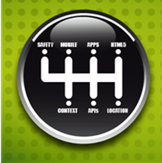 SAFETY MOBILE APPS HTML5
CONTEXT APIs LOCATION